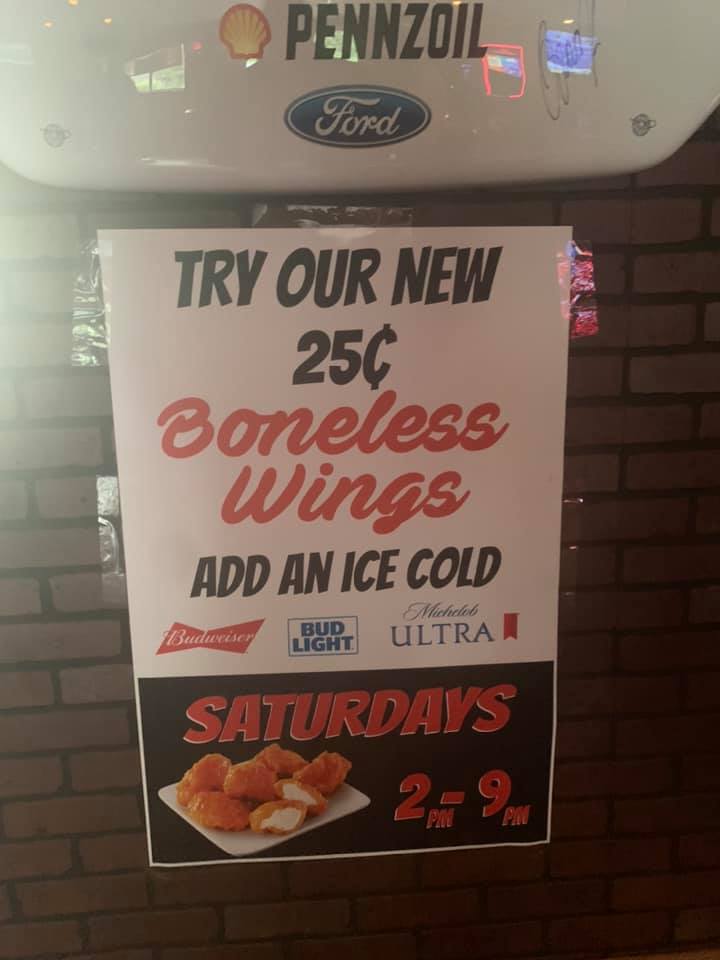 PENNZOIL
Ford
TRY OUR NEW
25¢
Boneless
Wings
ADD AN ICE COLD
Budweiser
BUD
LIGHT
Michelob
ULTRA
SATURDAYS
2PM - 9PM